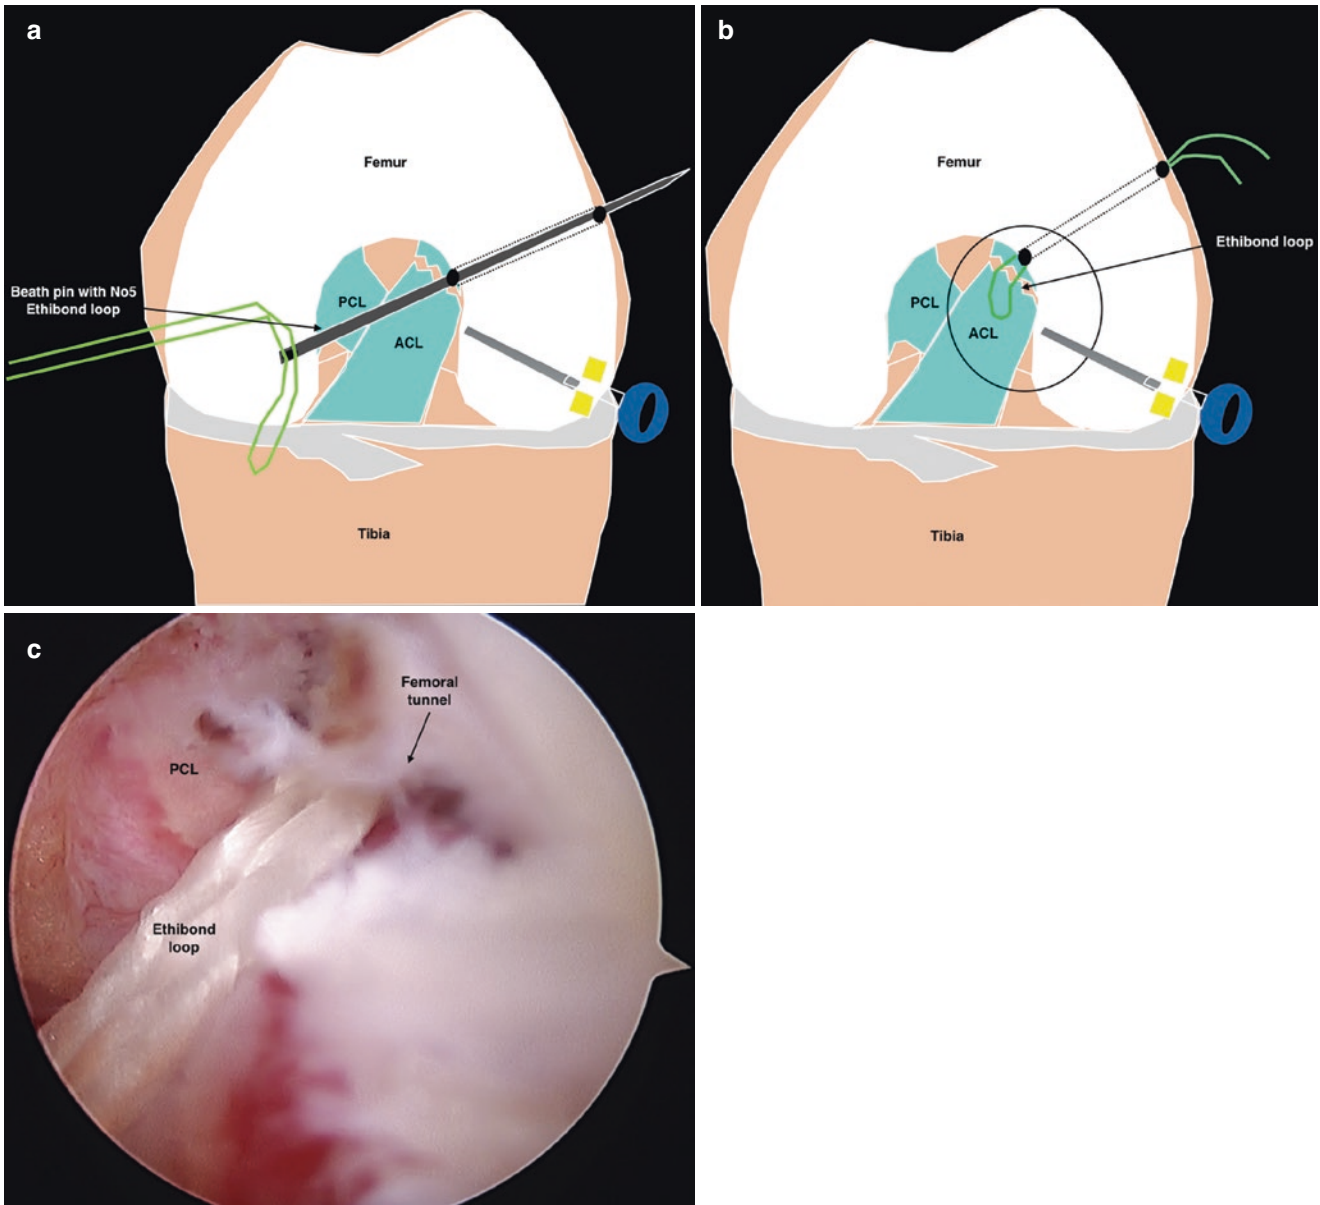 a
Femur
Beath pin with No5
Ethibond loop
PCL
ACL
Tibia
b
Femur
Ethibond loop
PCL
ACL
Tibia
c
Femoral
tunnel
PCL
Ethibond
loop